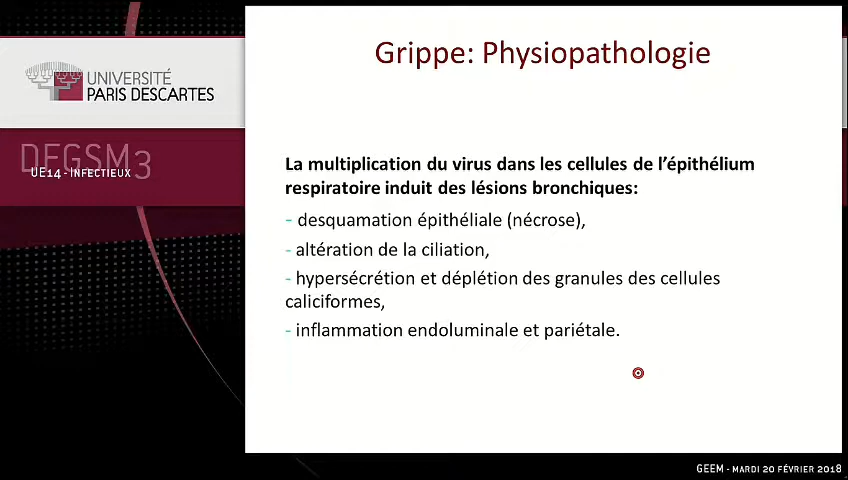 Grippe: Physiopathologie
UNIVERSITÉ
PARIS DESCARTES
DFGSM3
UE14 - INFECTIEUX
La multiplication du virus dans les cellules de l’épithélium
respiratoire induit des lésions bronchiques:
- desquamation épithéliale (nécrose),
- altération de la ciliation,
- hypersécrétion et déplétion des granules des cellules
caliciformes,
- inflammation endoluminale et pariétale.
GEEM - MARDI 20 FÉVRIER 2018